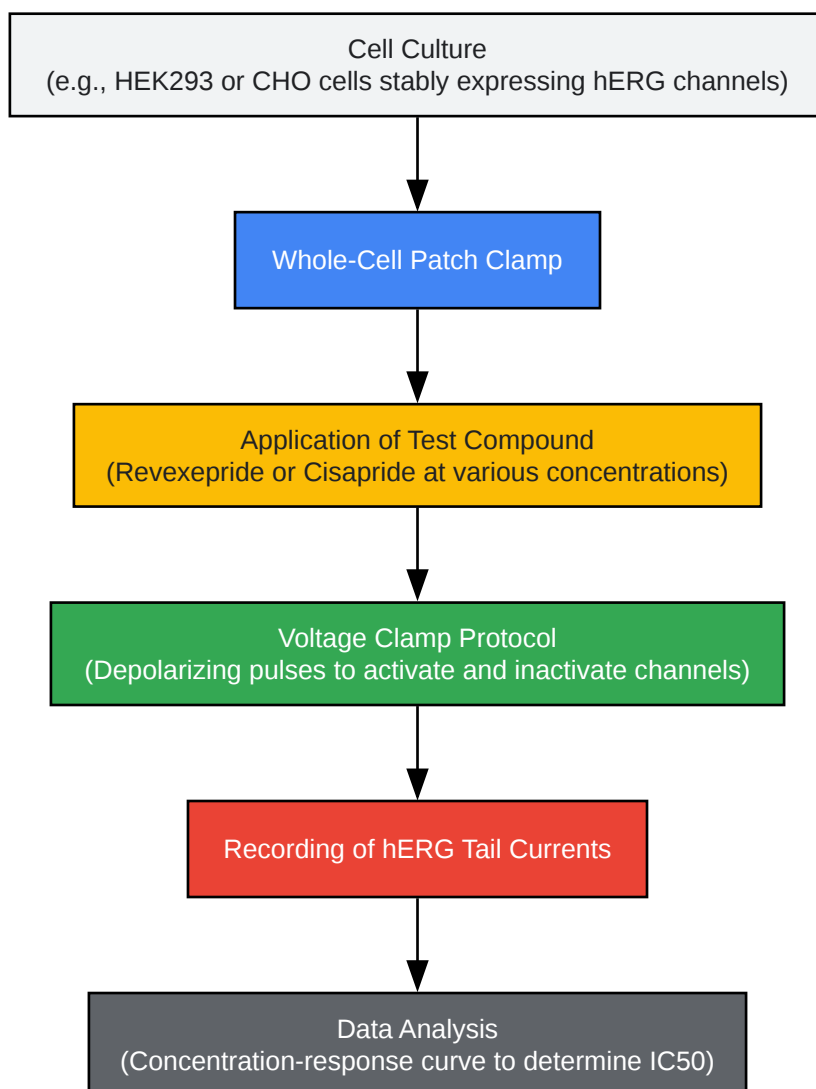 Cell Culture
(e.g., HEK293 or CHO cells stably expressing hERG channels)
Whole-Cell Patch Clamp
Application of Test Compound
(Revexepride or Cisapride at various concentrations)
Voltage Clamp Protocol
(Depolarizing pulses to activate and inactivate channels)
Recording of hERG Tail Currents
Data Analysis
(Concentration-response curve to determine IC50)